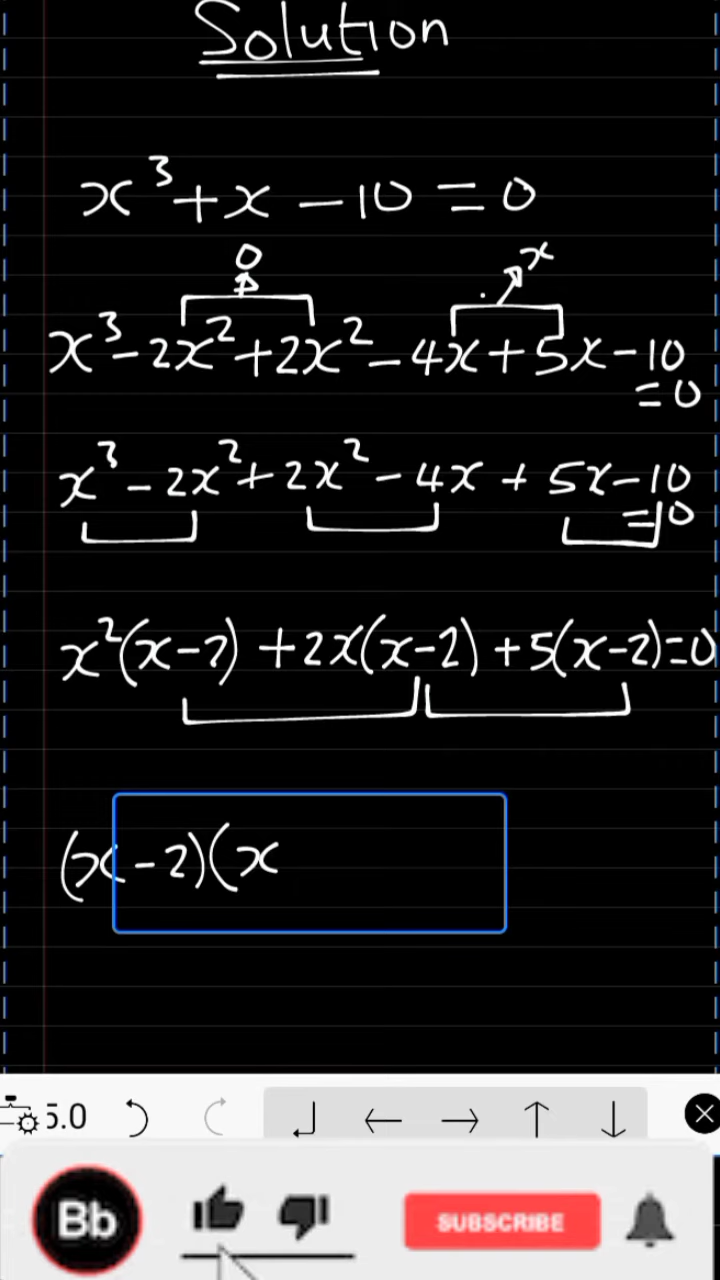 Solution
x³ + x - 10 = 0
0 x
x³ - 2x² + 2x² - 4x + 5x - 10
= 0
x³ - 2x² + 2x² - 4x + 5x - 10
= 0
x²(x-2) + 2x(x-2) + 5(x-2) = 0
(x - 2)(x
5.0
Bb SUBSCRIBE